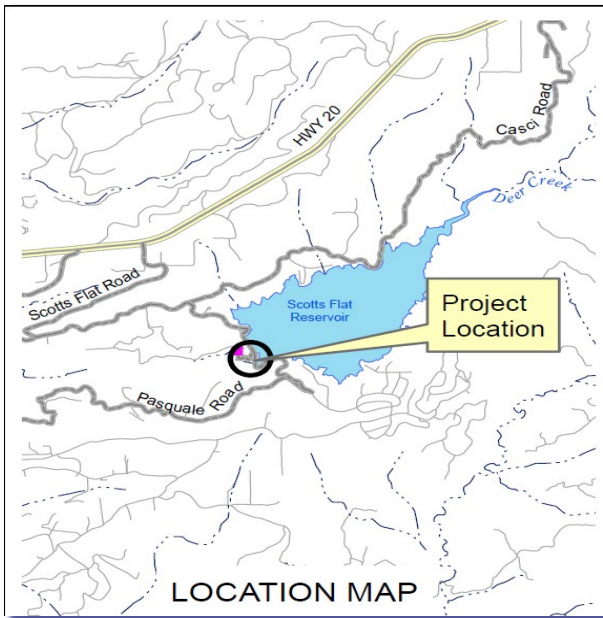 HWY 20
Casci Road
Deer Creek
Scotts Flat Road
Scotts Flat
Reservoir
Project
Location
Pasquale Road
LOCATION MAP